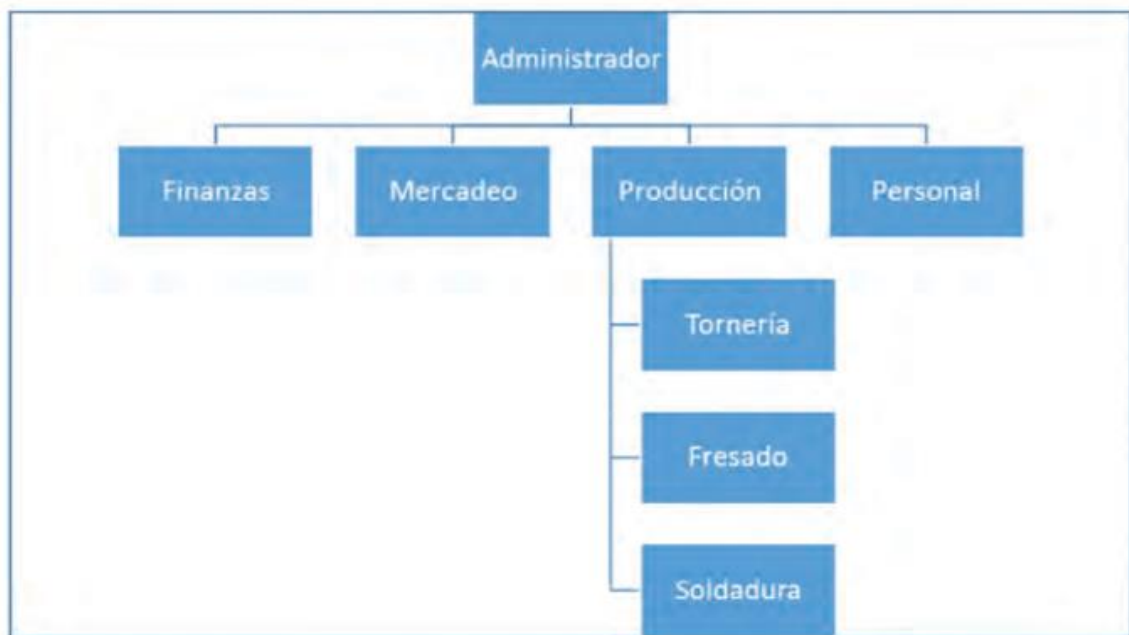 Administrador
Finanzas
Mercadeo
Producción
Personal
Tornería
Fresado
Soldadura